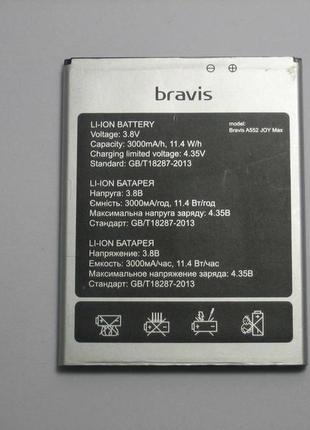 bravis
LI-ION BATTERY
Voltage: 3.8V
Capacity: 3000mA/h, 11.4 W/h
Charging limited voltage: 4.35V
Standard: GB/T18287-2013
model:
Bravis A552 JOY Max
LI-ION БАТАРЕЯ
Напруга: 3.8В
Ємність: 3000мА/год, 11.4 Вт/год
Максимальна напруга заряду: 4.35В
Стандарт: GB/T18287-2013
LI-ION БАТАРЕЯ
Напряжение: 3.8В
Емкость: 3000мА/час, 11.4 Вт/час
Максимальное напряжение заряда: 4.35В
Стандарт: GB/T18287-2013